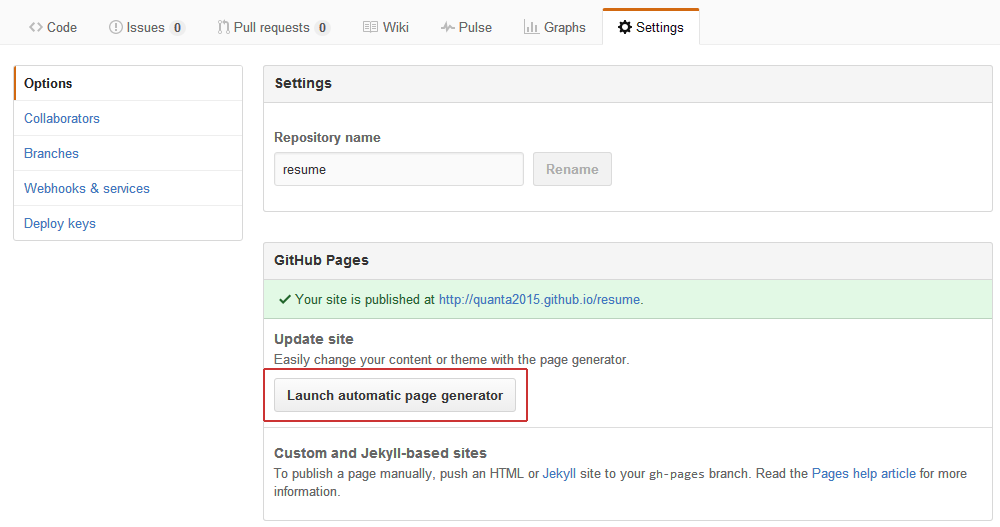 Code Issues 0 Pull requests 0 Wiki Pulse Graphs Settings
Options
Collaborators
Branches
Webhooks & services
Deploy keys
Settings
Repository name
resume Rename
GitHub Pages
Your site is published at http://quanta2015.github.io/resume.
Update site
Easily change your content or theme with the page generator.
Launch automatic page generator
Custom and Jekyll-based sites
To publish a page manually, push an HTML or Jekyll site to your gh-pages branch. Read the Pages help article for more
information.